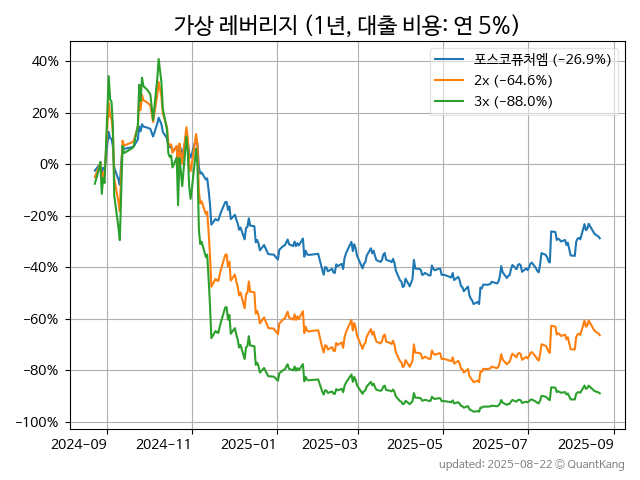 가상 레버리지 (1년, 대출 비용: 연 5%)
포스코퓨처엠 (-26.9%)
2x (-64.6%)
3x (-88.0%)
40%
20%
0%
-20%
-40%
-60%
-80%
-100%
2024-09 2024-11 2025-01 2025-03 2025-05 2025-07 2025-09
updated: 2025-08-22 © QuantKang